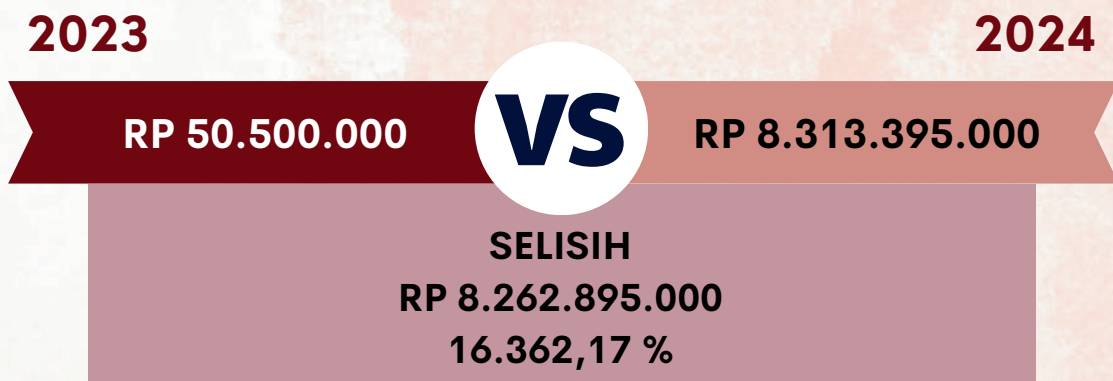 2023
2024
RP 50.500.000
VS
RP 8.313.395.000
SELISIH
RP 8.262.895.000
16.362,17 %